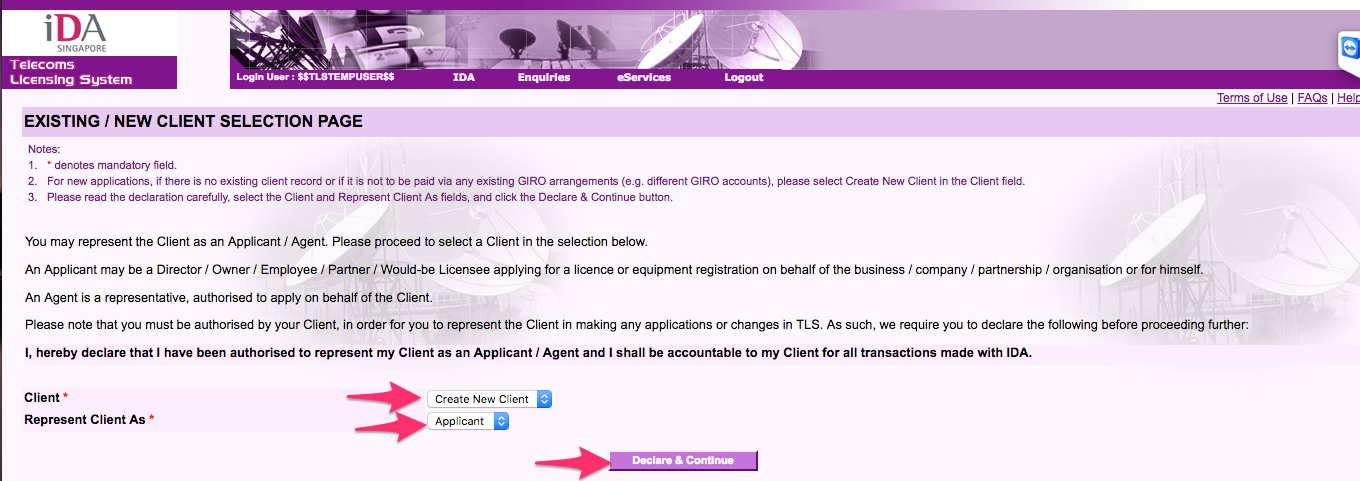 iDA
SINGAPORE
Telecoms
Licensing System
Login User : $$TLSTEMPUSER$$ IDA Enquiries eServices Logout
Terms of Use | FAQs | Help
EXISTING / NEW CLIENT SELECTION PAGE
Notes:
1. * denotes mandatory field.
2. For new applications, if there is no existing client record or if it is not to be paid via any existing GIRO arrangements (e.g. different GIRO accounts), please select Create New Client in the Client field.
3. Please read the declaration carefully, select the Client and Represent Client As fields, and click the Declare & Continue button.
You may represent the Client as an Applicant / Agent. Please proceed to select a Client in the selection below.
An Applicant may be a Director / Owner / Employee / Partner / Would-be Licensee applying for a licence or equipment registration on behalf of the business / company / partnership / organisation or for himself.
An Agent is a representative, authorised to apply on behalf of the Client.
Please note that you must be authorised by your Client, in order for you to represent the Client in making any applications or changes in TLS. As such, we require you to declare the following before proceeding further:
I, hereby declare that I have been authorised to represent my Client as an Applicant / Agent and I shall be accountable to my Client for all transactions made with IDA.
Client * Create New Client
Represent Client As * Applicant
Declare & Continue